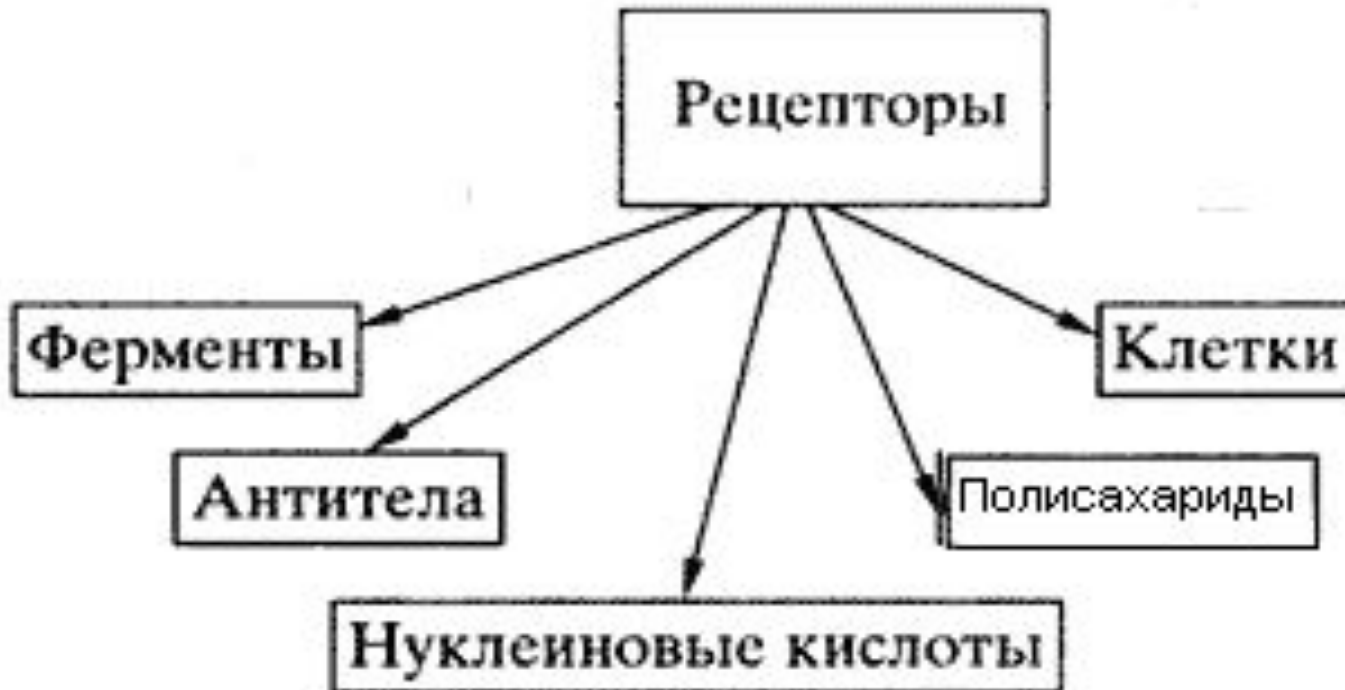 Рецепторы
Ферменты
Клетки
Антитела
Полисахариды
Нуклеиновые кислоты